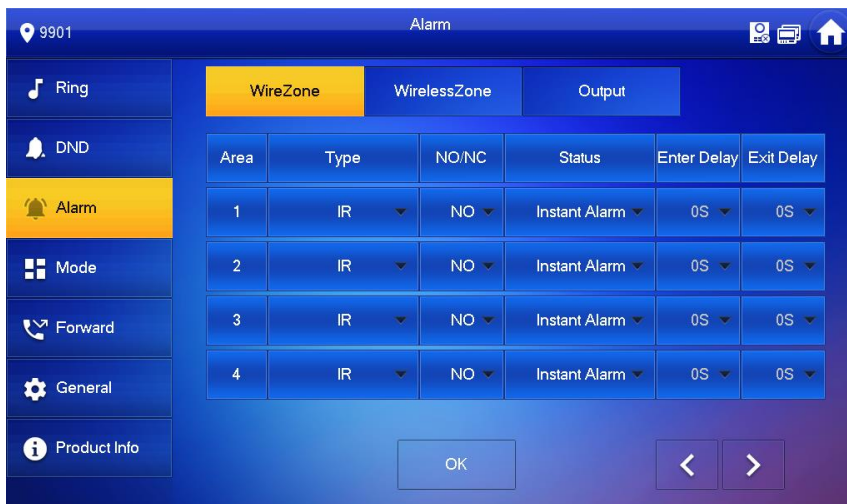 9901
Alarm
Ring
DND
Alarm
Mode
Forward
General
Product Info
WireZone WirelessZone Output
Area Type NO/NC Status Enter Delay Exit Delay
1 IR NO Instant Alarm 0S 0S
2 IR NO Instant Alarm 0S 0S
3 IR NO Instant Alarm 0S 0S
4 IR NO Instant Alarm 0S 0S
OK